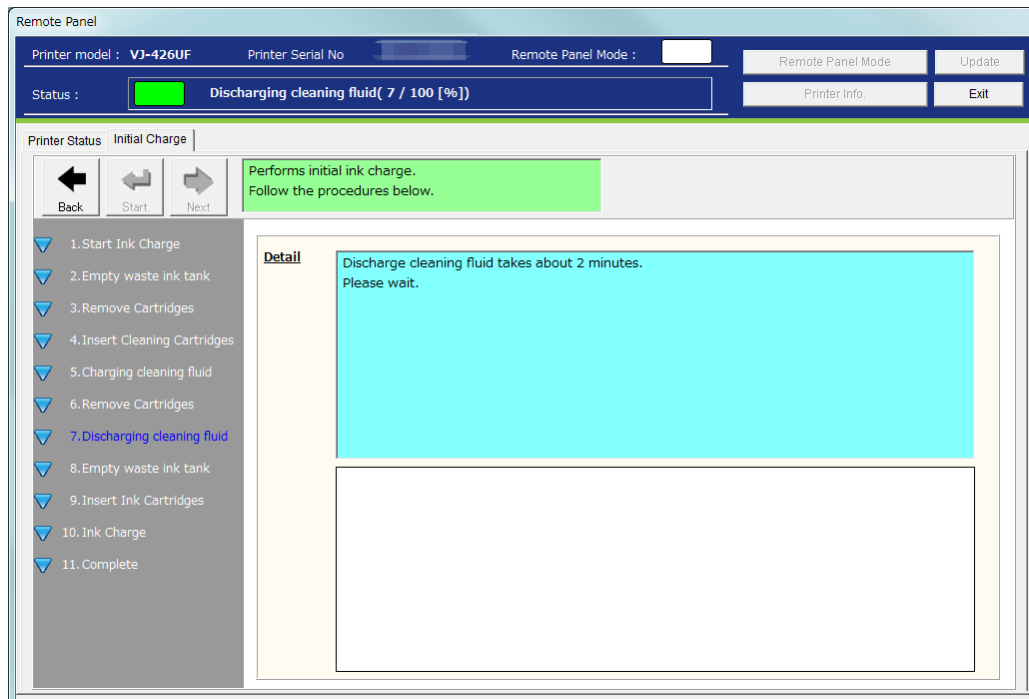 Remote Panel
Printer model : VJ-426UF Printer Serial No Remote Panel Mode :
Remote Panel Mode Update
Status : Discharging cleaning fluid( 7 / 100 [%])
Printer Info. Exit
Printer Status Initial Charge
Back Start Next
Performs initial ink charge.
Follow the procedures below.
1.Start Ink Charge
2.Empty waste ink tank
3.Remove Cartridges
4.Insert Cleaning Cartridges
5.Charging cleaning fluid
6.Remove Cartridges
7.Discharging cleaning fluid
8.Empty waste ink tank
9.Insert Ink Cartridges
10.Ink Charge
11.Complete
Detail
Discharge cleaning fluid takes about 2 minutes.
Please wait.